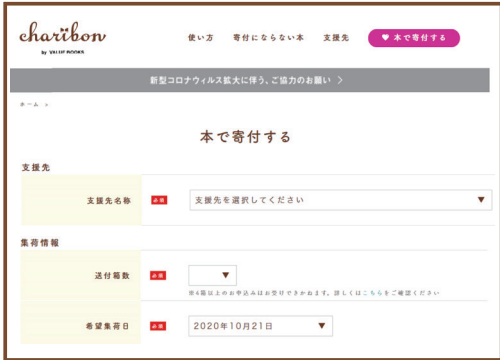 charibon
by VALUE BOOKS
使い方 寄付にならない本 支援先 ♥ 本で寄付する
新型コロナウィルス拡大に伴う、ご協力のお願い 〉
ホーム >
本で寄付する
支援先
支援先名称 必須 支援先を選択してください ▼
集荷情報
送付箱数 必須 ▼
※6箱以上のお申込みはお受けできかねます。詳しくはこちらをご確認ください
希望集荷日 必須 2020年10月21日 ▼